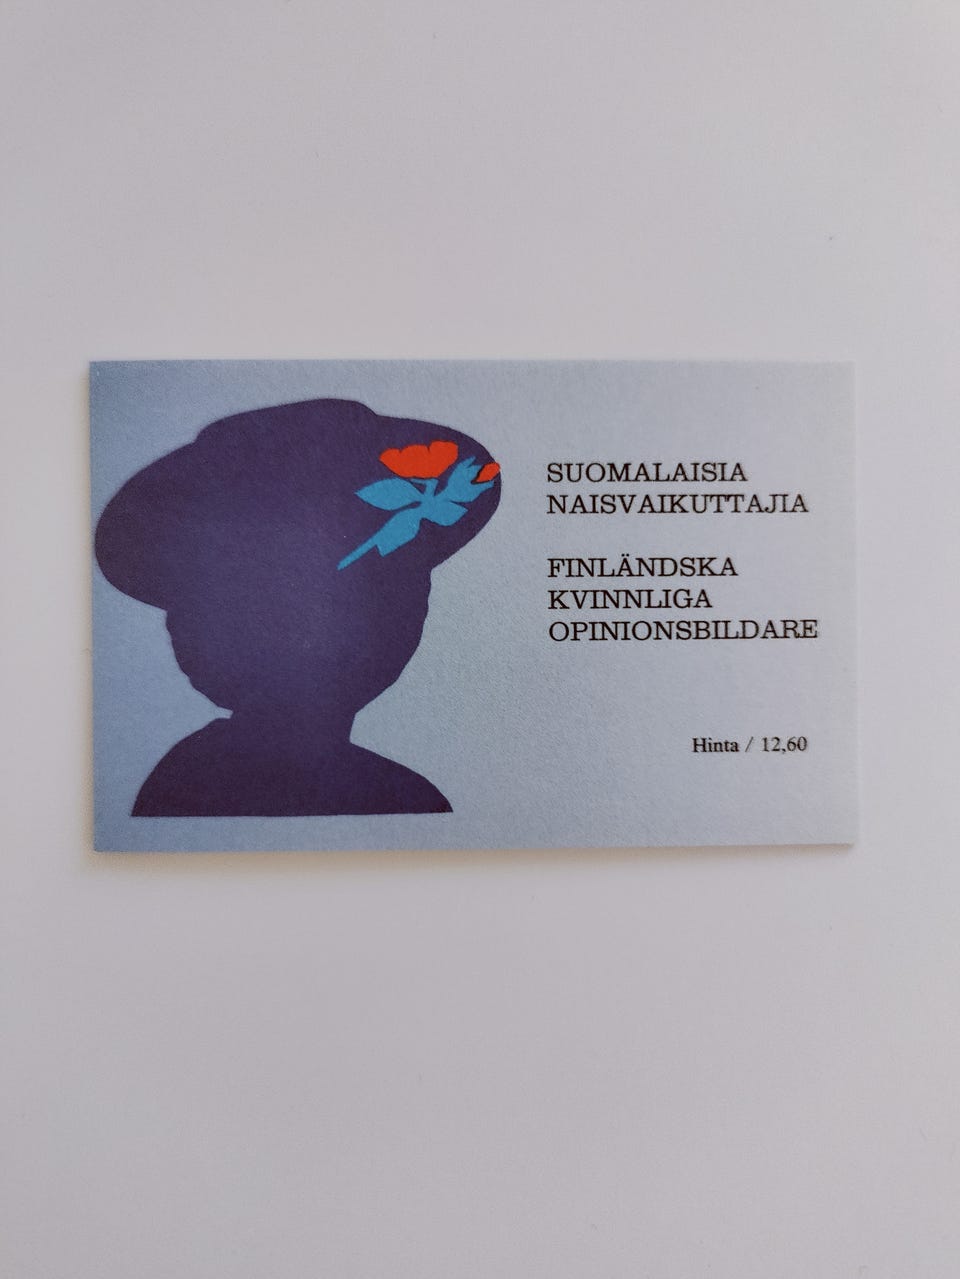 SUOMALAISIA
NAISVAIKUTTAJIA
FINLÄNDSKA
KVINNLIGA
OPINIONSBILDARE
Hinta / 12,60